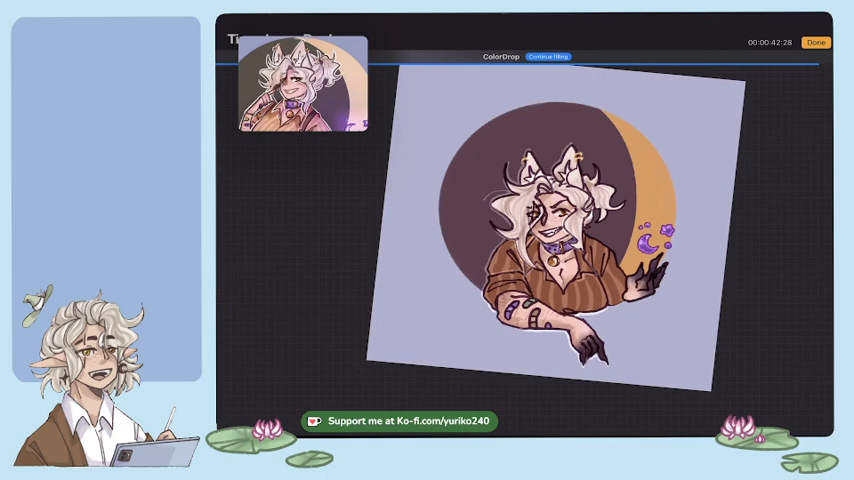 00:00:42:28
Done
ColorDrop
Continue filling
Support me at Ko-fi.com/yuriko240